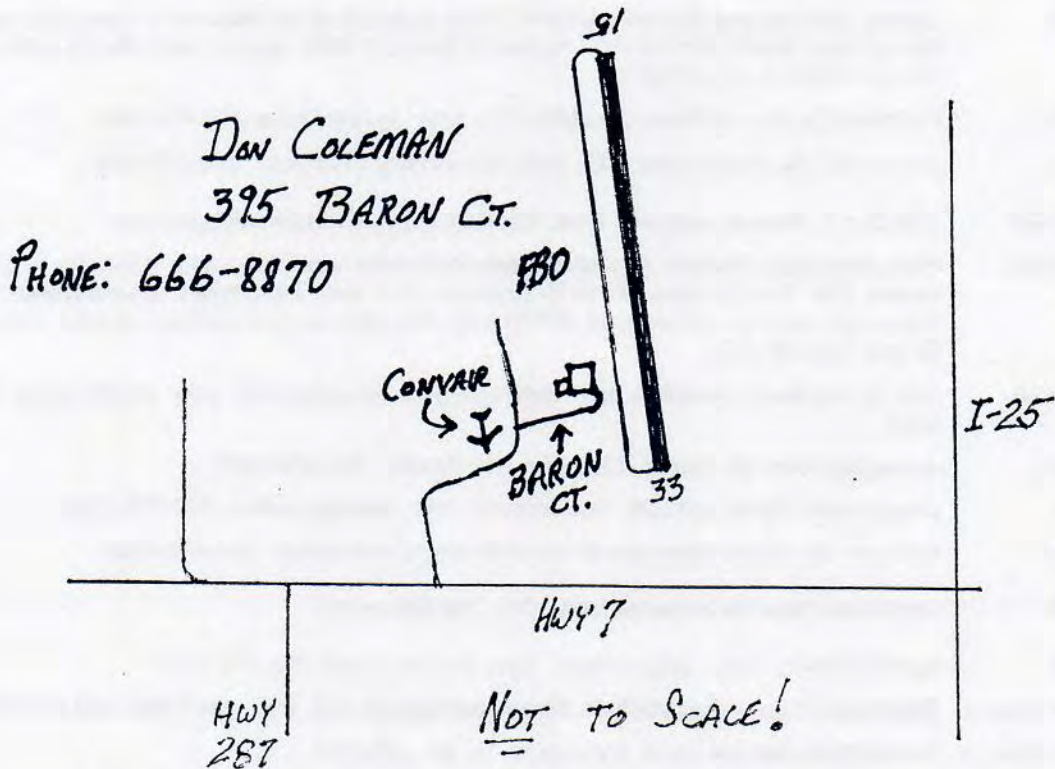 15
DON COLEMAN
395 BARON CT.
PHONE: 666-8870
FBO
CONVAIR
I-25
BARON
CT.
33
HWY 7
HWY
287
NOT TO SCALE!